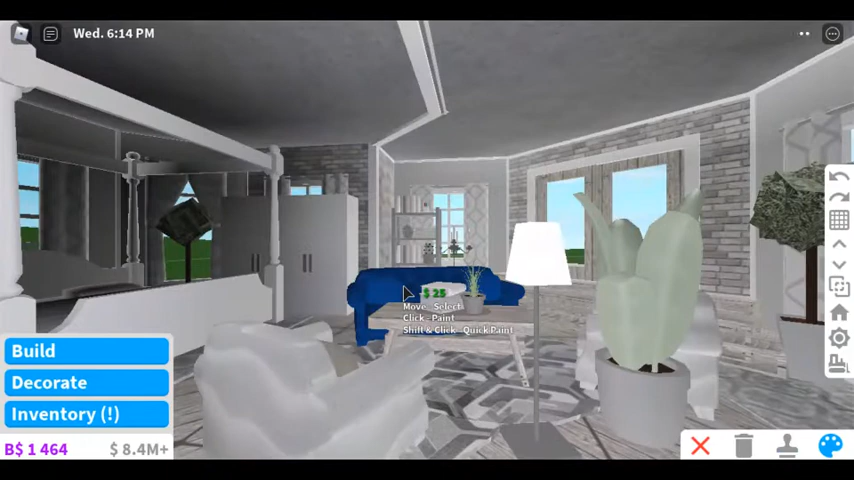 Wed. 6:14 PM
$ 25
Move - Select
Click - Paint
Shift & Click - Quick Paint
Build
Decorate
Inventory (!)
B$ 1 464
$ 8.4M+